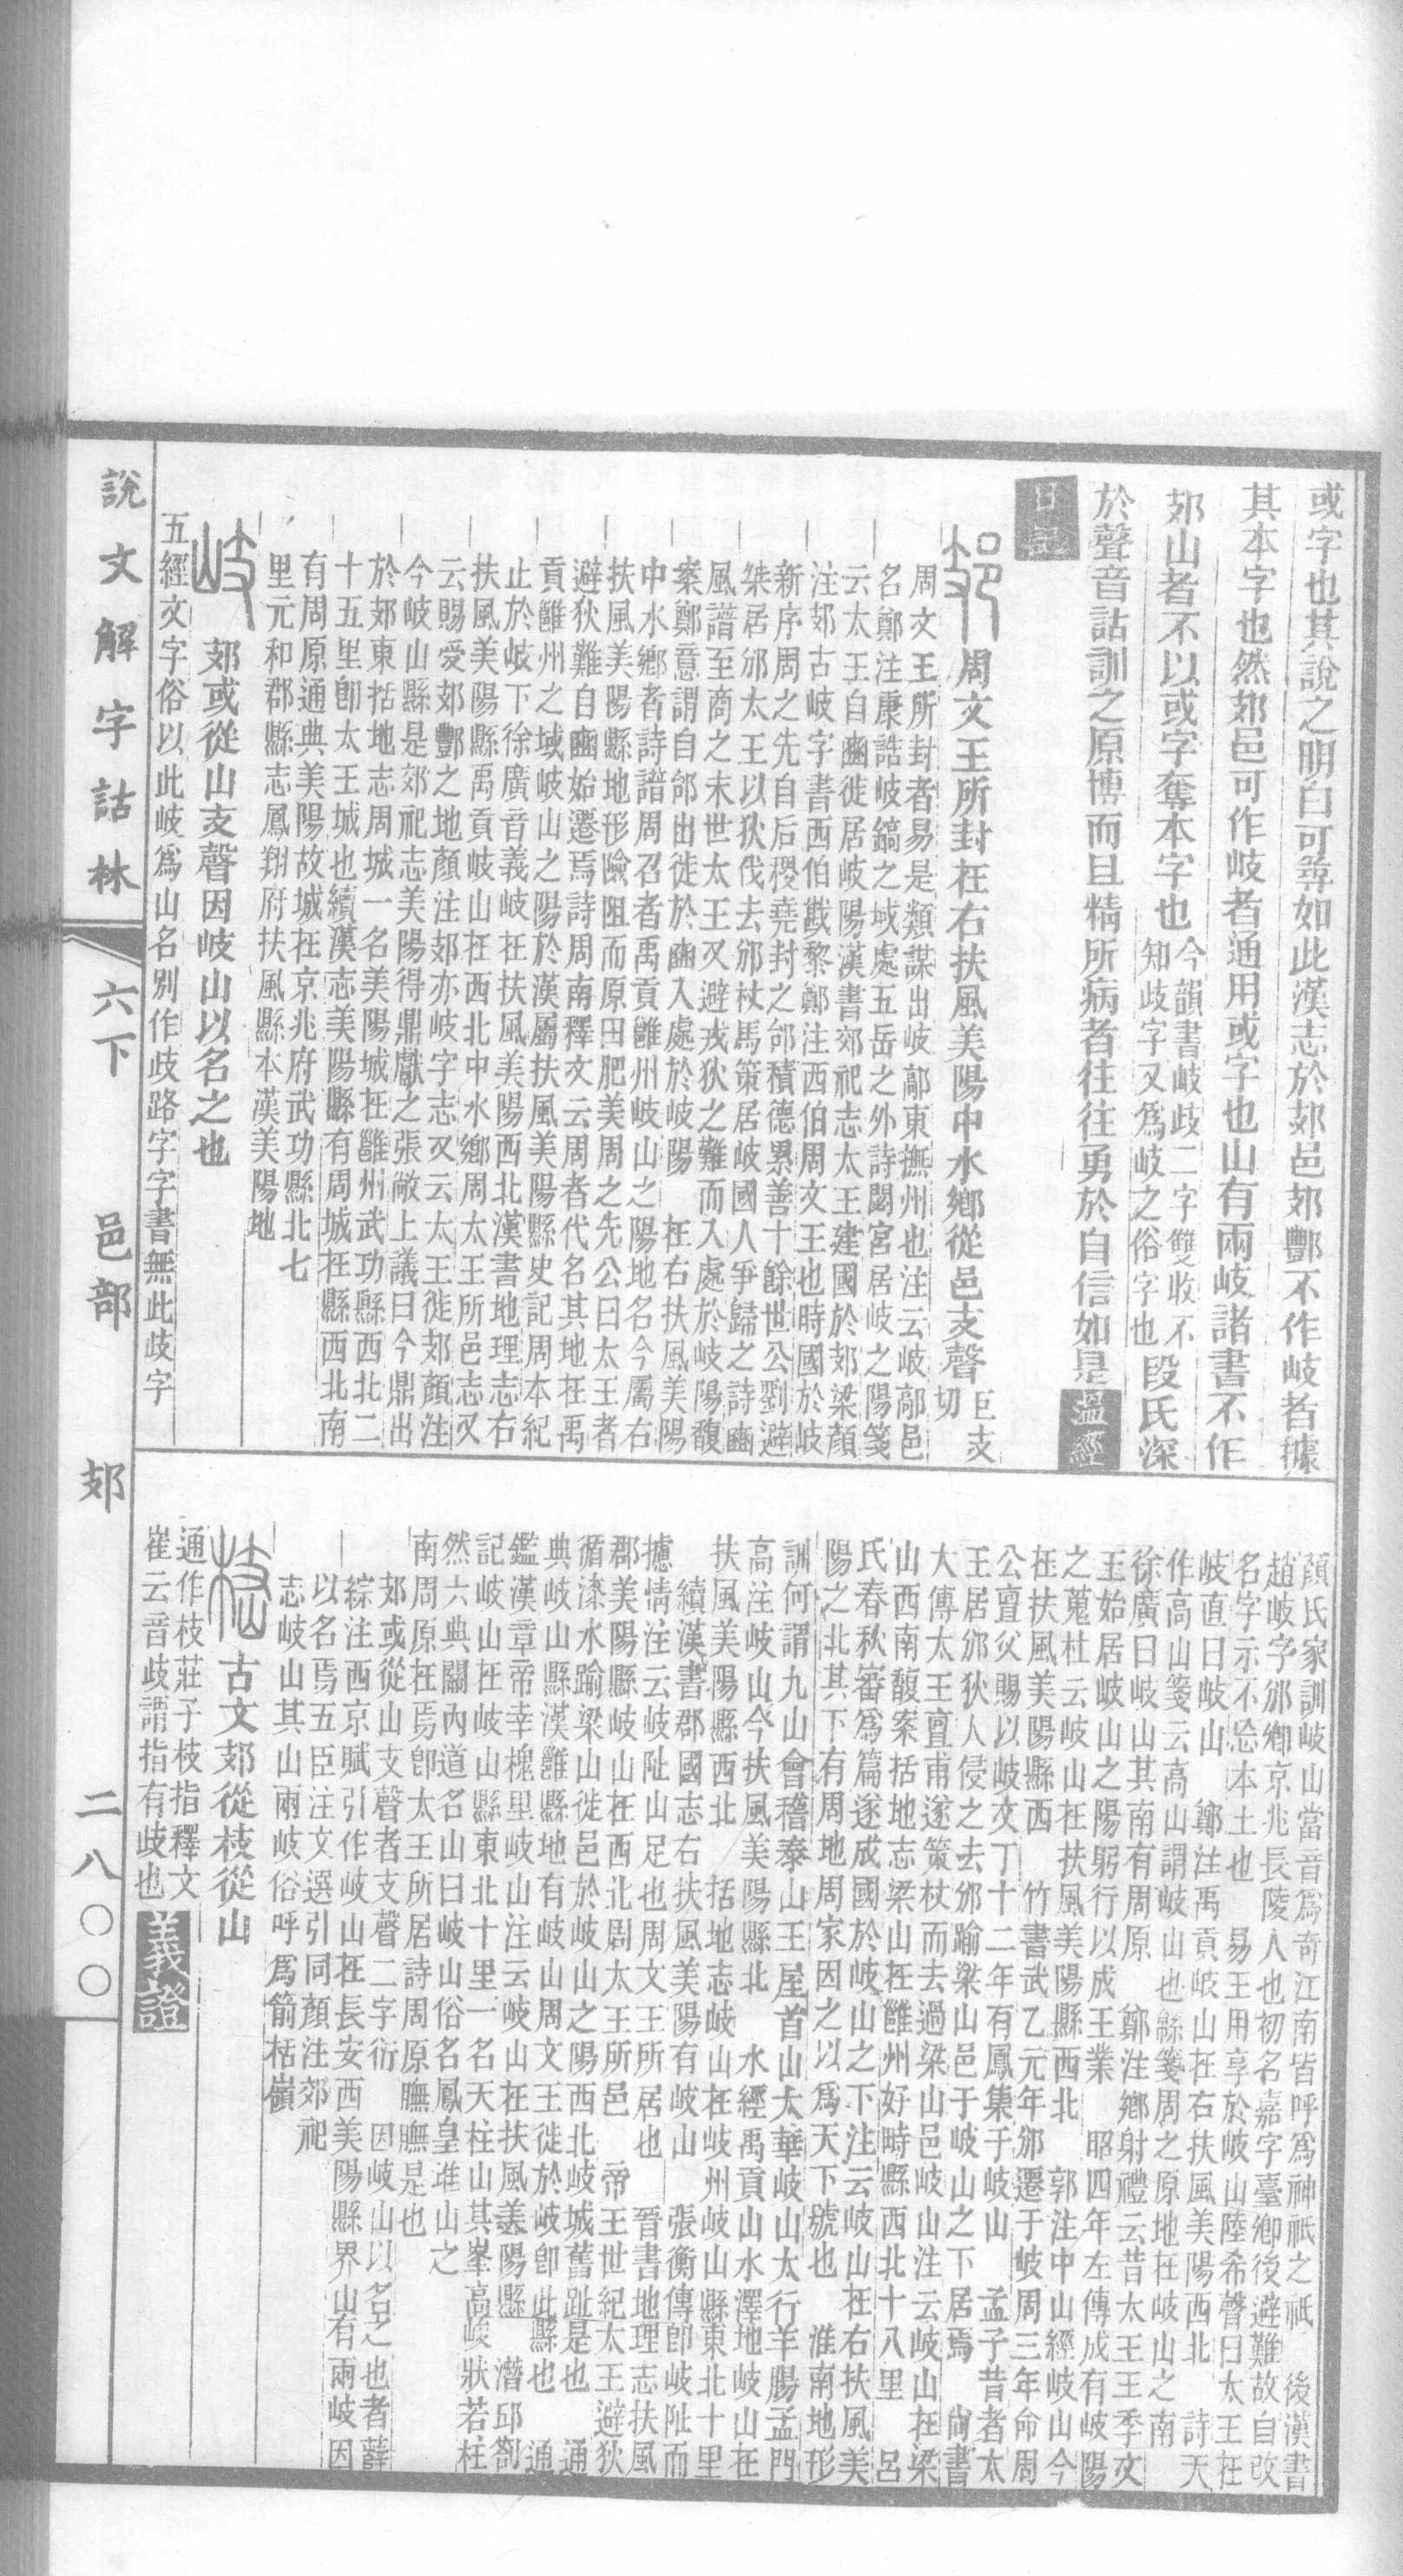 或字也其說之明白可尋如此漢志於郊邑郊酆不作岐者據
其本字也然郊邑可作岐者通用或字也山有兩岐諸書不作
郊山者不以或字奪本字也今韻書岐歧二字雙收不
知歧字又爲岐之俗字也段氏深
於聲音詁訓之原博而且精所病者往往勇於自信如是溫經
日記
周文王所封在右扶風美陽中水鄉從邑支聲巨支
切
周文王所封者易是類謀出岐鄗東撫州也注云岐鄗邑
名鄭注康誥岐鎬之域處五岳之外詩閟宮居岐之陽箋
云太王自豳徙居岐陽漢書郊祀志太王建國於郊梁顏
注郊古岐字書西伯戡黎鄭注西伯周文王也時國於岐
新序周之先自后稷堯封之邰積德累善十餘世公劉避
桀居邠太王以狄伐去邠杖馬策居岐國人爭歸之詩豳
風譜至商之末世太王又避戎狄之難而入處於岐陽馥
案鄭意謂自邰出徙於豳入處於岐陽 在右扶風美陽
中水鄉者詩譜周召者禹貢雝州岐山之陽地名今屬右
扶風美陽縣地形險阻而原田肥美周之先公曰太王者
避狄難自豳始遷焉詩周南釋文云周者代名其地在禹
貢雝州之域岐山之陽於漢屬扶風美陽縣史記周本紀
止於岐下徐廣音義岐在扶風美陽西北漢書地理志右
扶風美陽縣禹貢岐山在西北中水鄉周太王所邑志又
云賜爰郊酆之地顏注郊亦岐字志又云太王徙郊顏注
今岐山縣是郊祀志美陽得鼎獻之張敞上議曰今鼎出
於郊東括地志周城一名美陽城在雝州武功縣西北二
十五里卽太王城也續漢志美陽縣有周城在縣西北南
有周原通典美陽故城在京兆府武功縣北七
里元和郡縣志鳳翔府扶風縣本漢美陽地
岐郊或從山支聲因岐山以名之也
五經文字俗以此岐爲山名別作歧路字字書無此歧字
顏氏家訓岐山當音爲奇江南皆呼爲神祇之祇 後漢書
趙岐字邠卿京兆長陵人也初名嘉字臺卿後避難故自改
名字示不忘本土也 易王用享於岐山陸希聲曰太王在
岐直曰岐山 鄭注禹貢岐山在右扶風美陽西北 詩天
作高山箋云高山謂岐山也緜箋周之原地在岐山之南
徐廣曰岐山其南有周原 鄭注鄉射禮云昔太王王季文
王始居岐山之陽躬行以成王業 昭四年左傳成有岐陽
之蒐杜云岐山在扶風美陽縣西北 郭注中山經岐山今
在扶風美陽縣西 竹書武乙元年邠遷于岐周三年命周
公亶父賜以岐文丁十二年有鳳集于岐山 孟子昔者太
王居邠狄人侵之去邠踰梁山邑于岐山之下居焉 尙書
大傳太王亶甫遂策杖而去過梁山邑岐山注云岐山在梁
山西南馥案括地志梁山在雝州好畤縣西北十八里 呂
氏春秋審爲篇遂成國於岐山之下注云岐山在右扶風美
陽之北其下有周地周家因之以爲天下號也 淮南地形
訓何謂九山會稽泰山王屋首山太華岐山太行羊腸孟門
高注岐山今扶風美陽縣北 水經禹貢山水澤地岐山在
扶風美陽縣西北 括地志岐山在岐州岐山縣東北十里
續漢書郡國志右扶風美陽有岐山 張衡傳卽岐阯而
攄情注云岐阯山足也周文王所居也 晉書地理志扶風
郡美陽縣岐山在西北周太王所邑 帝王世紀太王避狄
循漆水踰梁山徙邑於岐山之陽西北岐城舊趾是也 通
典岐山縣漢雝縣地有岐山周文王徙於岐卽此縣也 通
鑑漢章帝幸槐里岐山注云岐山在扶風美陽縣 潛邱劄
記岐山在岐山縣東北十里一名天柱山其峯高峻狀若柱
然六典關內道名山曰岐山俗名鳳皇堆山之
南周原在焉卽太王所居詩周原膴膴是也
郊或從山支聲者支聲二字衍 因岐山以名之也者薛
綜注西京賦引作岐山在長安西美陽縣界山有兩岐因
以名焉五臣注文選引同顏注郊祀
志岐山其山兩岐俗呼爲箭栝嶺
古文郊從枝從山
通作枝莊子枝指釋文
崔云音歧謂指有歧也義證
說文解字詁林 六下 邑部 郊 二八〇〇